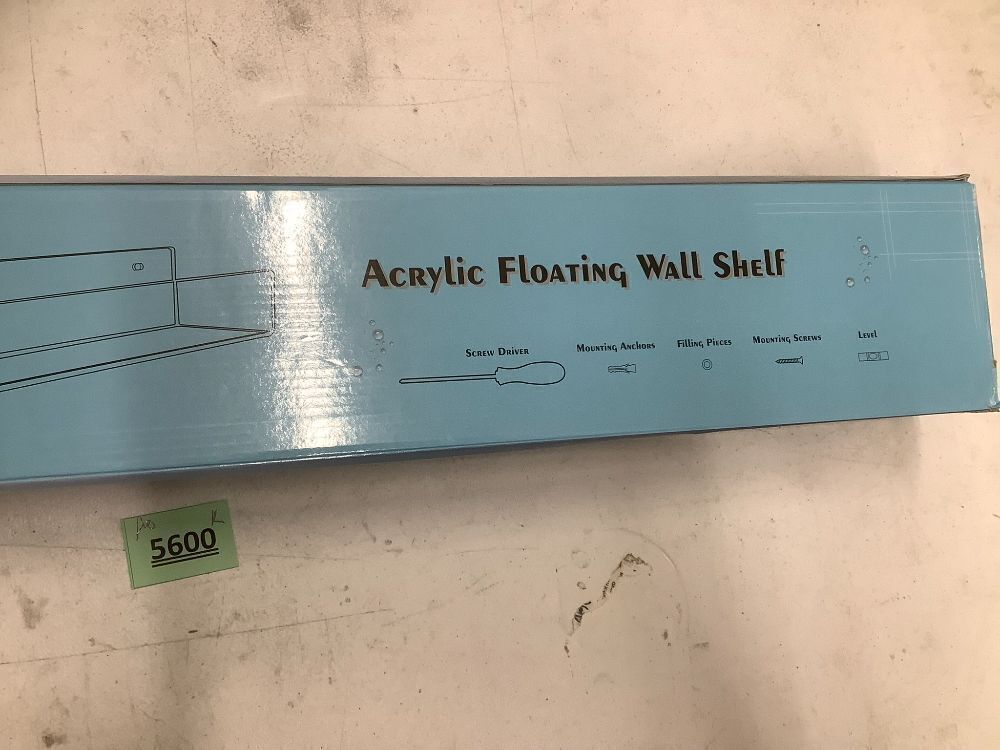 Acrylic Floating Wall Shelf
Screw Driver
Mounting Anchors
Filling Pieces
Mounting Screws
Level
K
5600